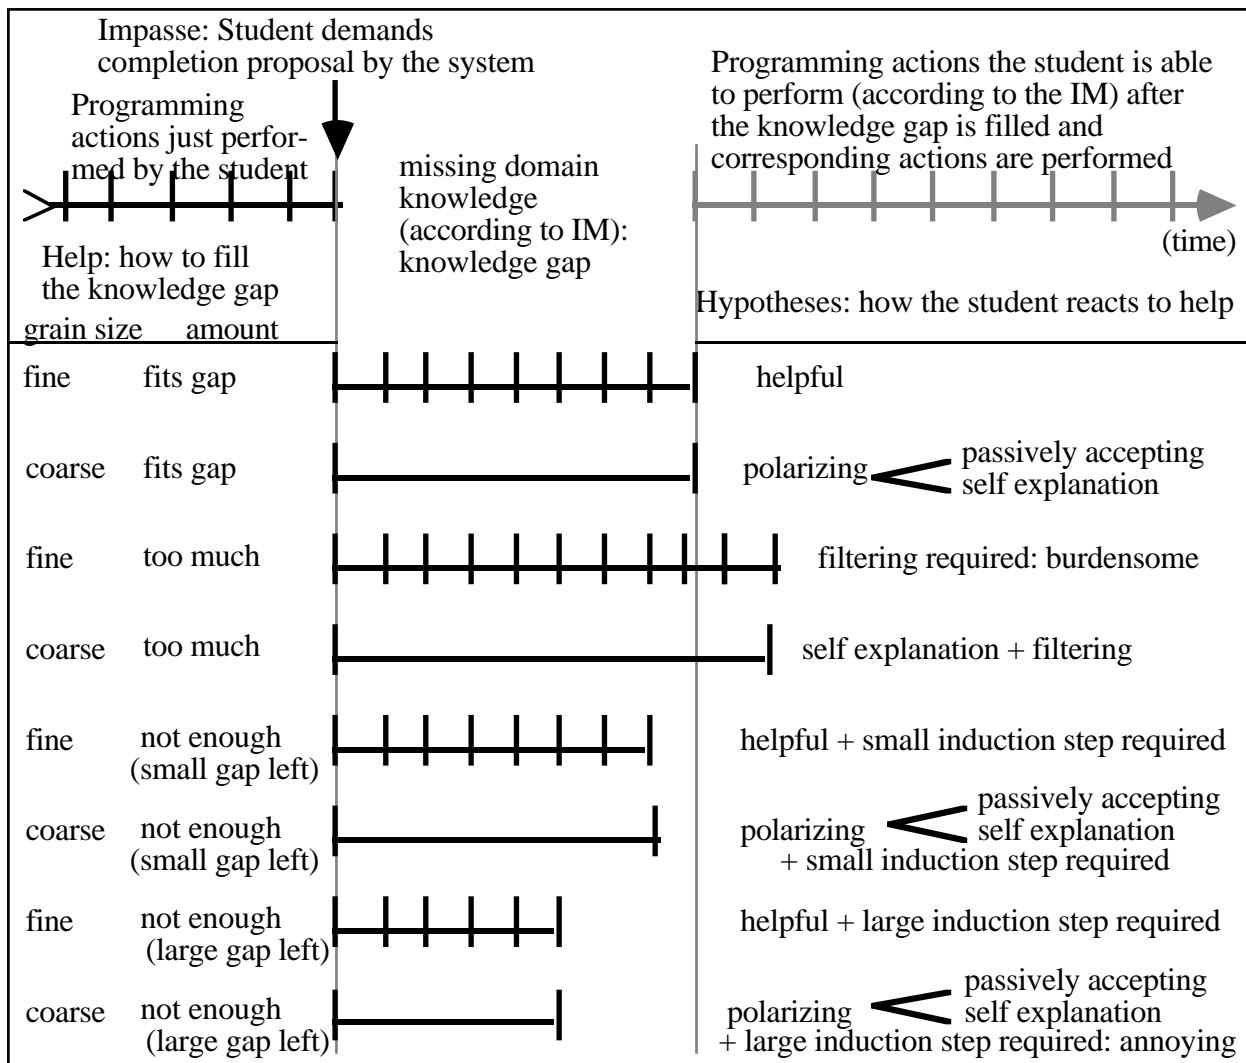 Impasse: Student demands
completion proposal by the system
Programming
actions just perfor-
med by the student
missing domain
knowledge
(according to IM):
knowledge gap
Programming actions the student is able
to perform (according to the IM) after
the knowledge gap is filled and
corresponding actions are performed
(time)
Help: how to fill
the knowledge gap
Hypotheses: how the student reacts to help
grain size amount
fine fits gap helpful
coarse fits gap polarizing passively accepting
self explanation
fine too much filtering required: burdensome
coarse too much self explanation + filtering
fine not enough helpful + small induction step required
(small gap left)
coarse not enough polarizing passively accepting
(small gap left) self explanation
+ small induction step required
fine not enough helpful + large induction step required
(large gap left)
coarse not enough polarizing passively accepting
(large gap left) self explanation
+ large induction step required: annoying